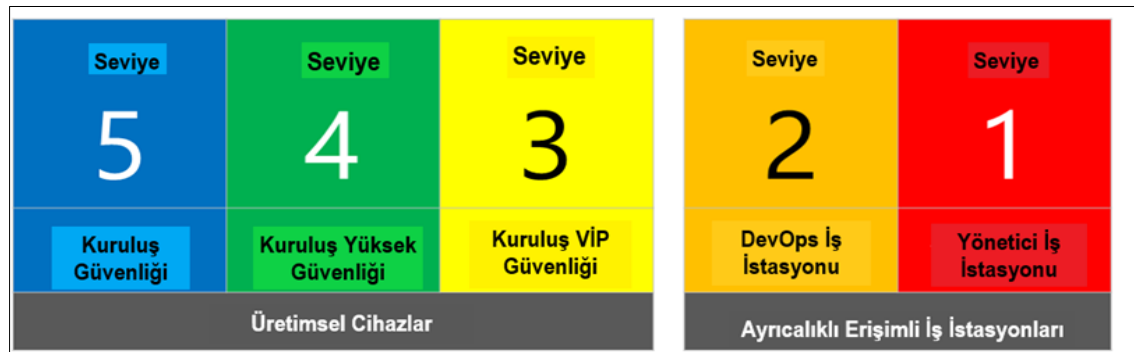 Seviye
5
Kuruluş
Güvenliği
Seviye
4
Kuruluş Yüksek
Güvenliği
Seviye
3
Kuruluş VİP
Güvenliği
Üretimsel Cihazlar
Seviye
2
DevOps İş
İstasyonu
Seviye
1
Yönetici İş
İstasyonu
Ayrıcalıklı Erişimli İş İstasyonları